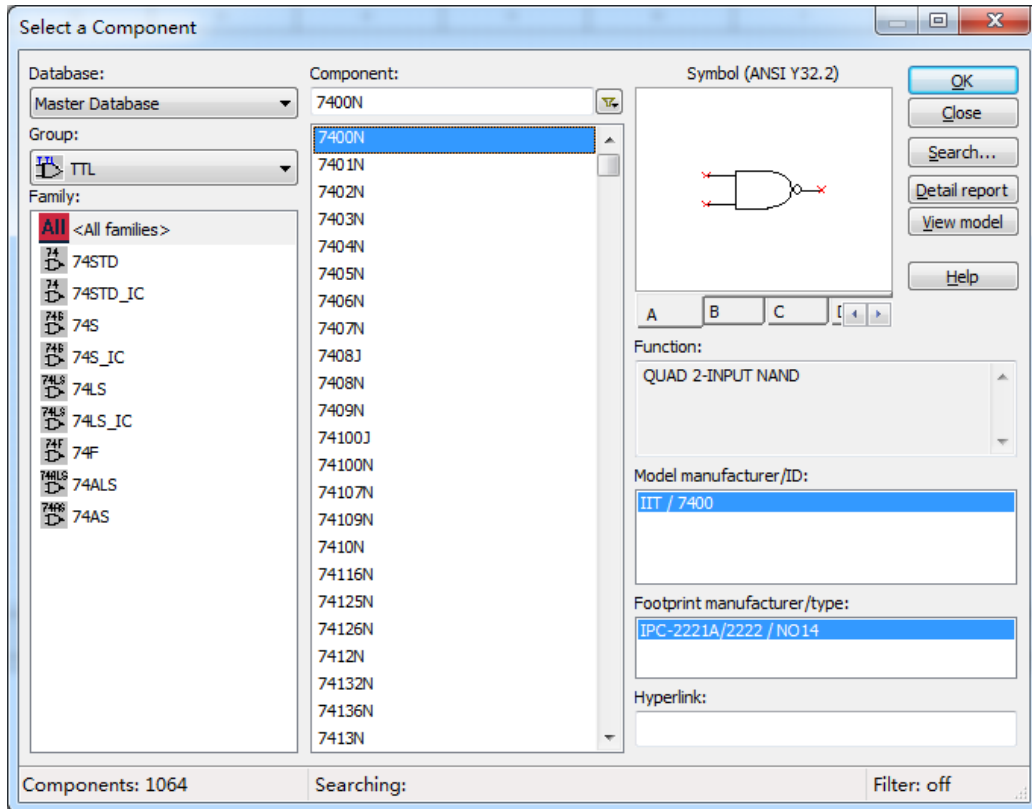 Select a Component
Database:
Master Database
Group:
TTL
Family:
All <All families>
74STD
74STD_IC
74S
74S_IC
74LS
74LS_IC
74F
74ALS
74AS
Component:
7400N
7400N
7401N
7402N
7403N
7404N
7405N
7406N
7407N
7408J
7408N
7409N
74100J
74100N
74107N
74109N
7410N
74116N
74125N
74126N
7412N
74132N
74136N
7413N
Symbol (ANSI Y32.2)
A B C
Function:
QUAD 2-INPUT NAND
Model manufacturer/ID:
IIT / 7400
Footprint manufacturer/type:
IPC-2221A/2222 / NO14
Hyperlink:
OK
Close
Search...
Detail report
View model
Help
Components: 1064
Searching:
Filter: off